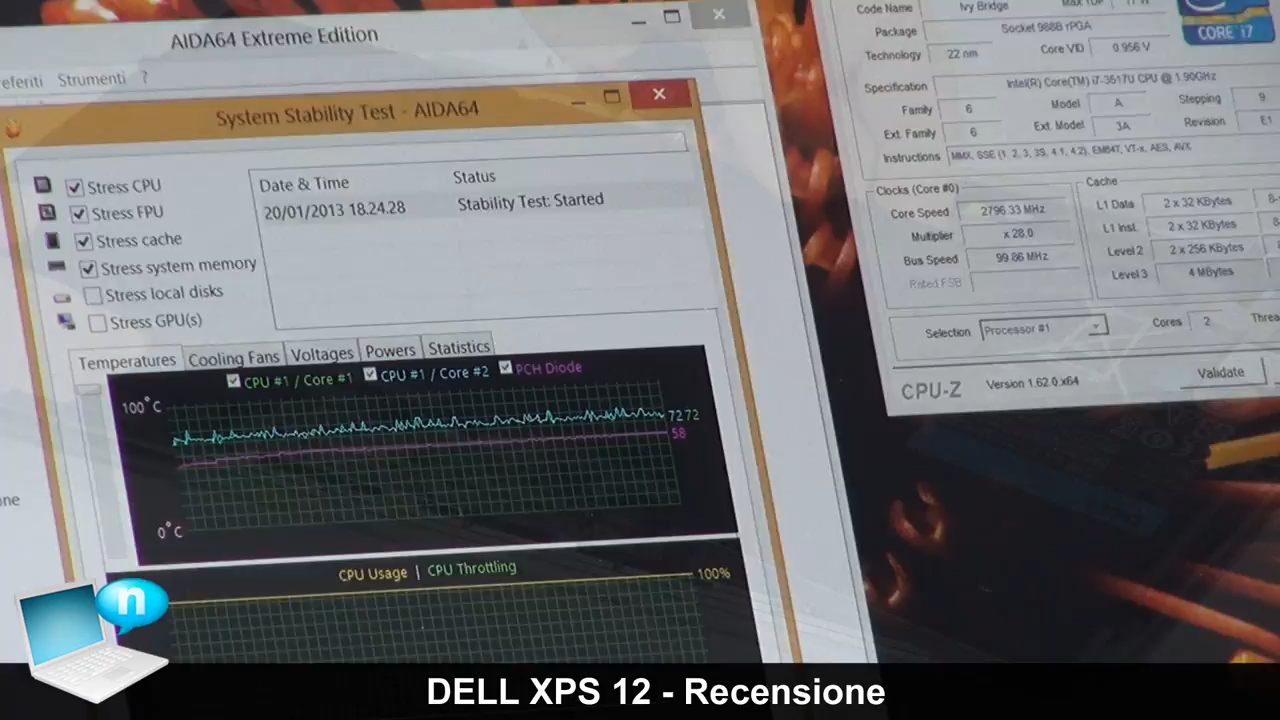 AIDA64 Extreme Edition
eferiti Strumenti ?
System Stability Test - AIDA64
Stress CPU
Stress FPU
Stress cache
Stress system memory
Stress local disks
Stress GPU(s)
Date & Time Status
20/01/2013 18.24.28 Stability Test: Started
Temperatures Cooling Fans Voltages Powers Statistics
CPU #1 / Core #1 CPU #1 / Core #2 PCH Diode
100°C
7272
58
0°C
CPU Usage | CPU Throttling
100%
ne
Code Name Ivy Bridge Max TDP 17 W
Package Socket 988B rPGA
Technology 22 nm Core VID 0.956 V
CORE i7
Specification Intel(R) Core(TM) i7-3517U CPU @ 1.90GHz
Family 6 Model A Stepping 9
Ext. Family 6 Ext. Model 3A Revision E1
Instructions MMX, SSE (1, 2, 3, 3S, 4.1, 4.2), EM64T, VT-x, AES, AVX
Clocks (Core #0)
Core Speed 2796.33 MHz
Multiplier x 28.0
Bus Speed 99.86 MHz
Rated FSB
Cache
L1 Data 2 x 32 KBytes 8-
L1 Inst. 2 x 32 KBytes 8-
Level 2 2 x 256 KBytes
Level 3 4 MBytes
Selection Processor #1 Cores 2 Threa
CPU-Z Version 1.62.0.x64 Validate
n
DELL XPS 12 - Recensione